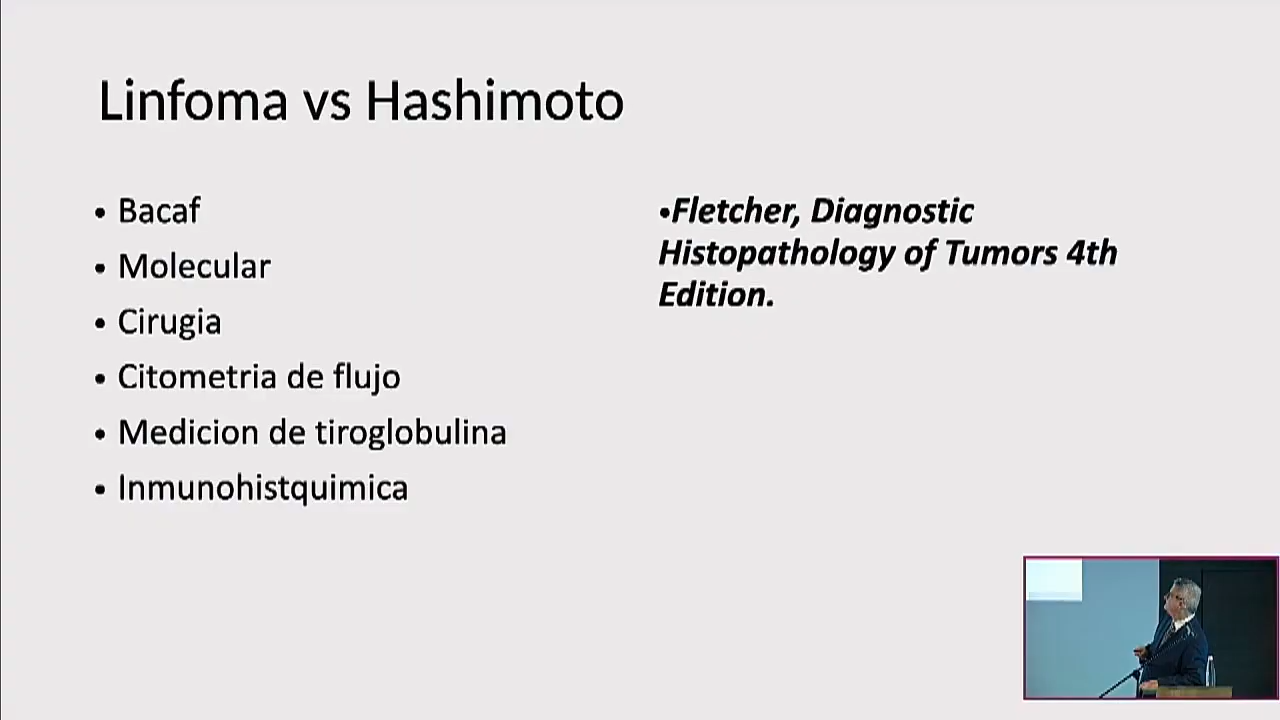 Linfoma vs Hashimoto
• Bacaf
• Molecular
• Cirugia
• Citometria de flujo
• Medicion de tiroglobulina
• Inmunohistquimica
•Fletcher, Diagnostic
Histopathology of Tumors 4th
Edition.